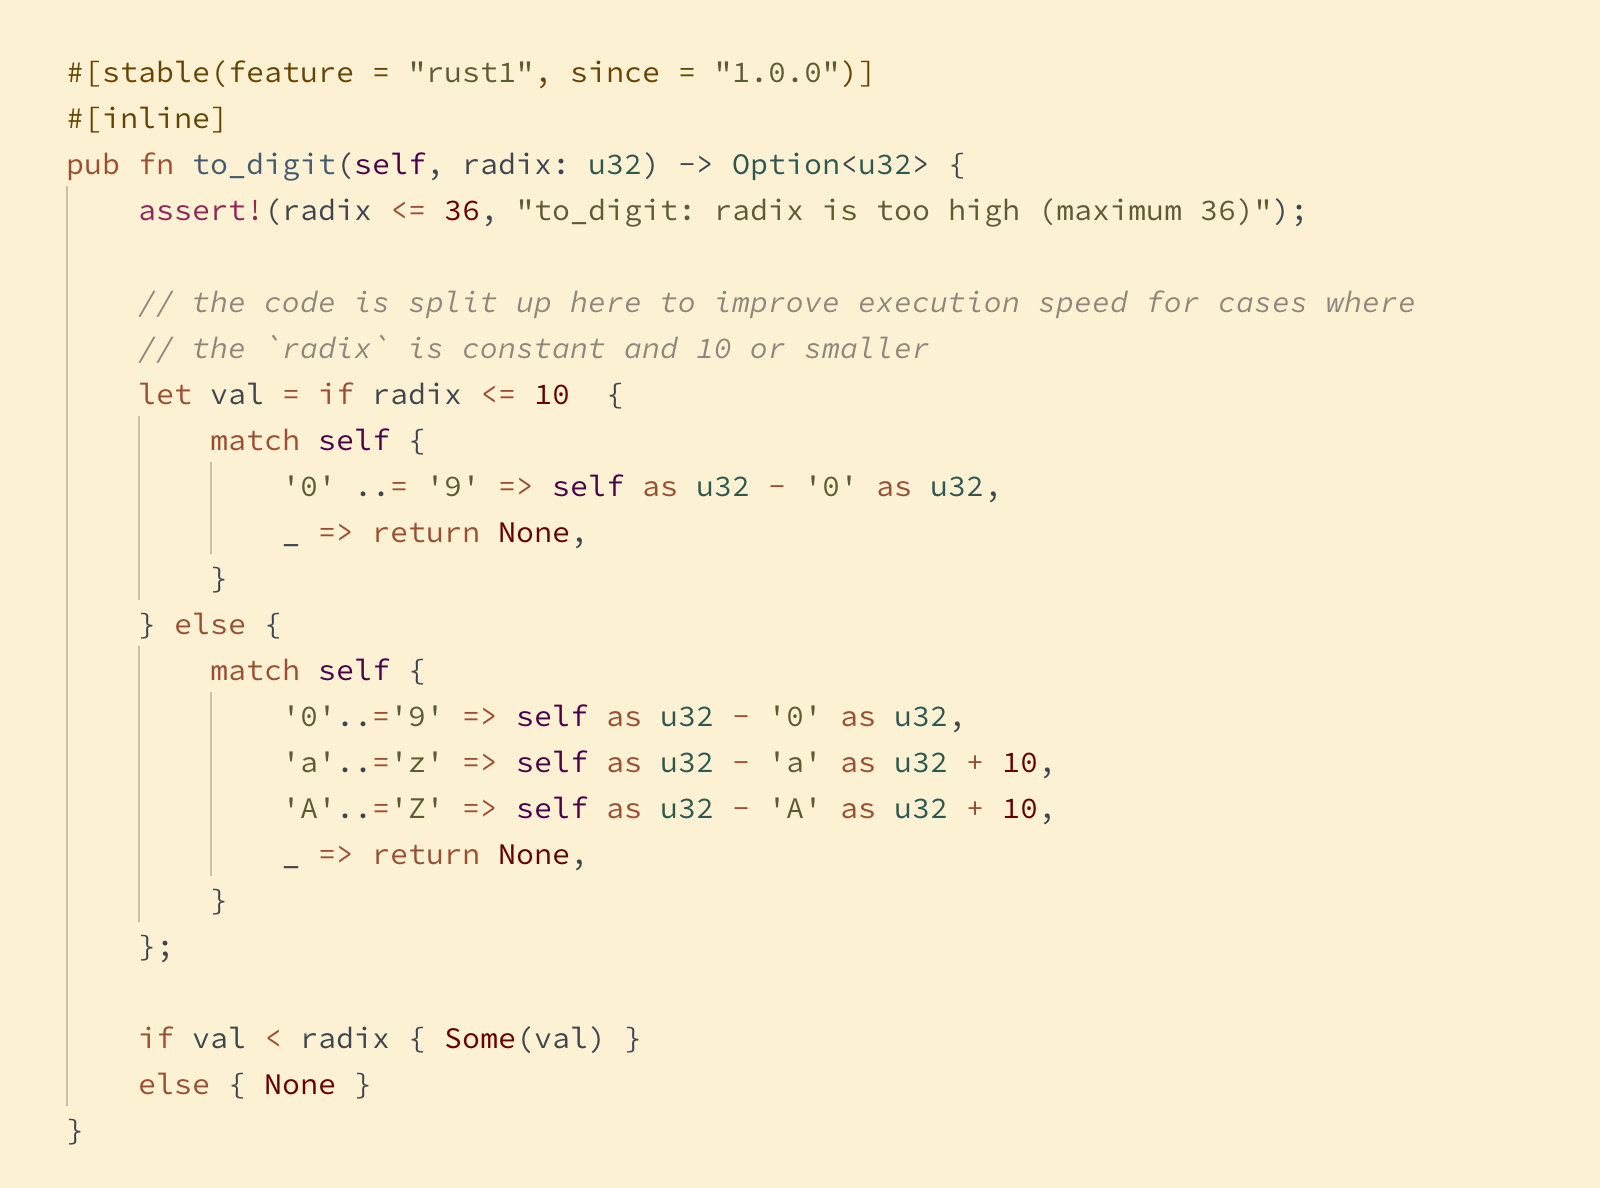 #[stable(feature = "rust1", since = "1.0.0")]
#[inline]
pub fn to_digit(self, radix: u32) -> Option<u32> {
    assert!(radix <= 36, "to_digit: radix is too high (maximum 36)");

    // the code is split up here to improve execution speed for cases where
    // the `radix` is constant and 10 or smaller
    let val = if radix <= 10  {
        match self {
            '0' ..= '9' => self as u32 - '0' as u32,
            _ => return None,
        }
    } else {
        match self {
            '0'..='9' => self as u32 - '0' as u32,
            'a'..='z' => self as u32 - 'a' as u32 + 10,
            'A'..='Z' => self as u32 - 'A' as u32 + 10,
            _ => return None,
        }
    };

    if val < radix { Some(val) }
    else { None }
}